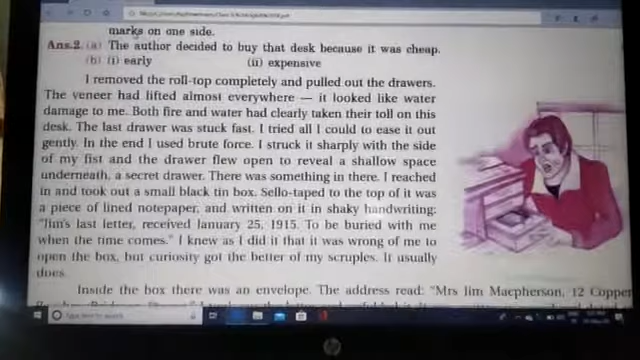 marks on one side.
Ans.2. (a) The author decided to buy that desk because it was cheap.
(b) (i) early (ii) expensive
I removed the roll-top completely and pulled out the drawers.
The veneer had lifted almost everywhere — it looked like water
damage to me. Both fire and water had clearly taken their toll on this
desk. The last drawer was stuck fast. I tried all I could to ease it out
gently. In the end I used brute force. I struck it sharply with the side
of my fist and the drawer flew open to reveal a shallow space
underneath, a secret drawer. There was something in there. I reached
in and took out a small black tin box. Sello-taped to the top of it was
a piece of lined notepaper, and written on it in shaky handwriting:
"Jim's last letter, received January 25, 1915. To be buried with me
when the time comes." I knew as I did it that it was wrong of me to
open the box, but curiosity got the better of my scruples. It usually
does.
Inside the box there was an envelope. The address read: "Mrs Jim Macpherson, 12 Copper
Type here to search
hp